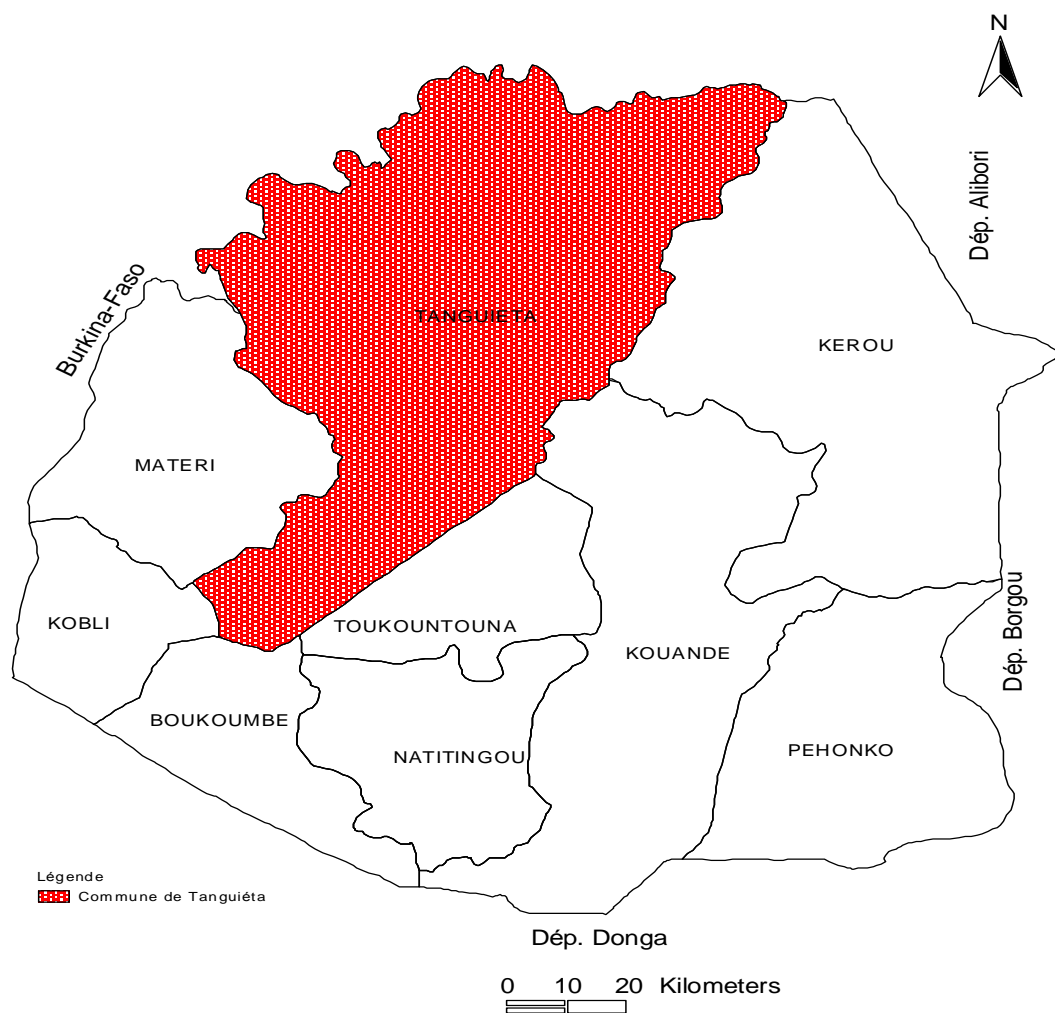 N
Dép. Alibori
Burkina-Faso
TANGUIETA
KEROU
MATERI
KOBLI
TOUKOUNTOUNA
KOUANDE
Dép. Borgou
BOUKOUMBE
NATITINGOU
PEHONKO
Légende
Commune de Tanguiéta
Dép. Donga
0 10 20 Kilometers